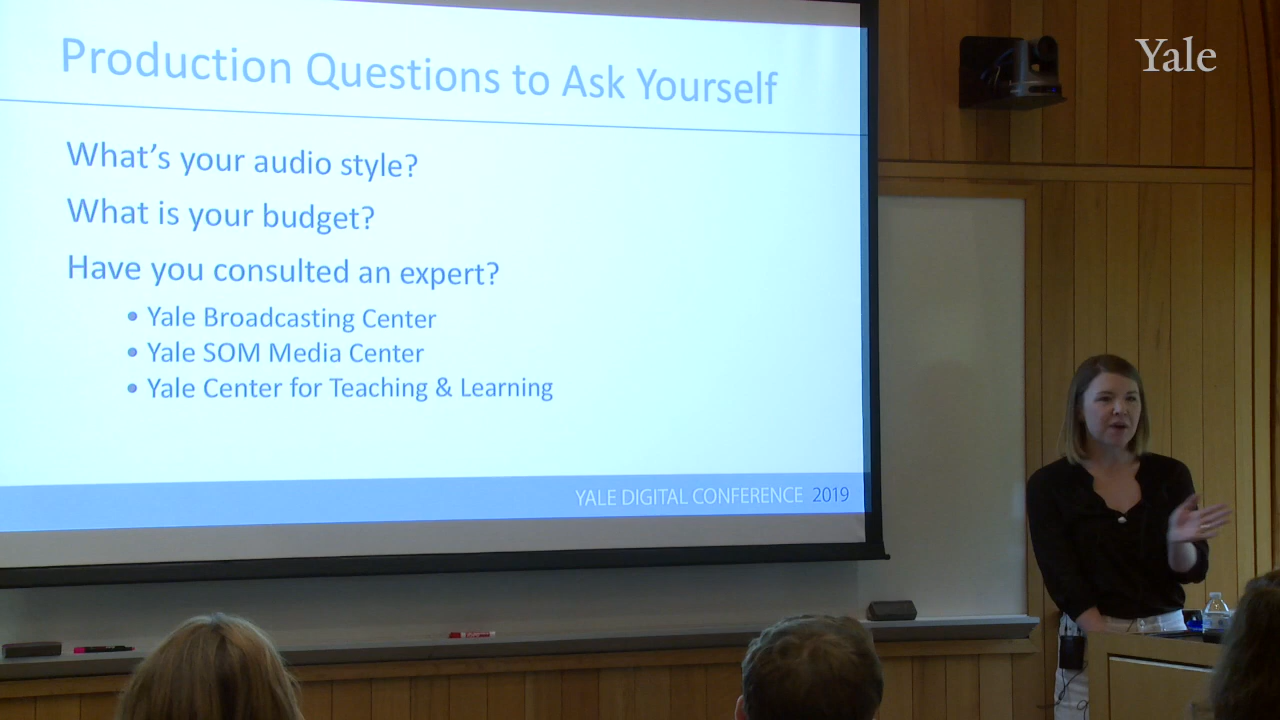 Production Questions to Ask Yourself
Yale
What's your audio style?
What is your budget?
Have you consulted an expert?
• Yale Broadcasting Center
• Yale SOM Media Center
• Yale Center for Teaching & Learning
YALE DIGITAL CONFERENCE 2019